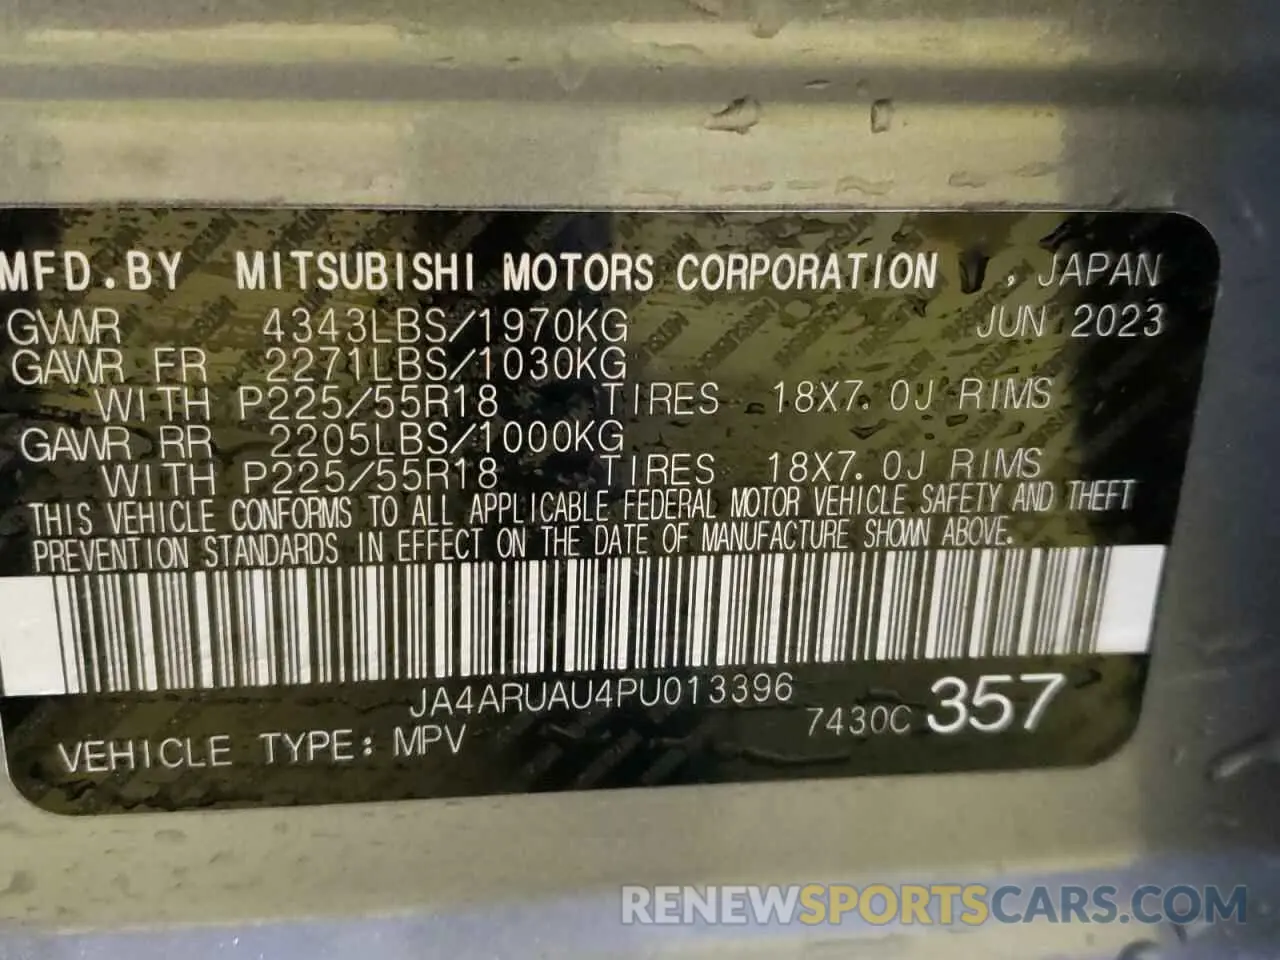 MFD.BY MITSUBISHI MOTORS CORPORATION , JAPAN
GVWR 4343LBS/1970KG JUN 2023
GAWR FR 2271LBS/1030KG
WITH P225/55R18 TIRES 18X7.0J RIMS
GAWR RR 2205LBS/1000KG
WITH P225/55R18 TIRES 18X7.0J RIMS
THIS VEHICLE CONFORMS TO ALL APPLICABLE FEDERAL MOTOR VEHICLE SAFETY AND THEFT
PREVENTION STANDARDS IN EFFECT ON THE DATE OF MANUFACTURE SHOWN ABOVE.
JA4ARUAU4PU013396
7430C 357
VEHICLE TYPE: MPV
RENEWSPORTSCARS.COM